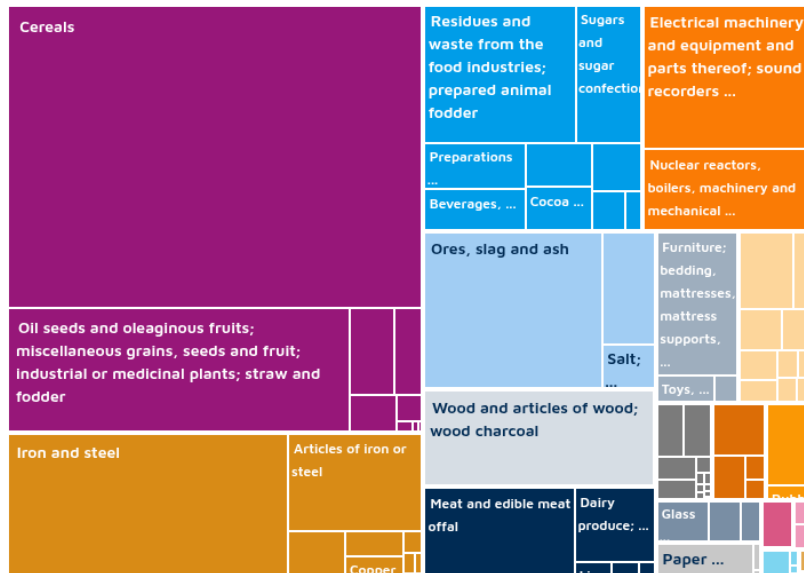 Cereals
Oil seeds and oleaginous fruits;
miscellaneous grains, seeds and fruit;
industrial or medicinal plants; straw and
fodder
Iron and steel
Articles of iron or
steel
Copper
Residues and
waste from the
food industries;
prepared animal
fodder
Sugars
and
sugar
confection
Preparations
...
Beverages, ...
Cocoa ...
Electrical machinery
and equipment and
parts thereof; sound
recorders ...
Nuclear reactors,
boilers, machinery and
mechanical ...
Ores, slag and ash
Salt;
...
Wood and articles of wood;
wood charcoal
Meat and edible meat
offal
Dairy
produce; ...
Furniture;
bedding,
mattresses,
mattress
supports,
...
Toys, ...
Glass
...
Paper ...